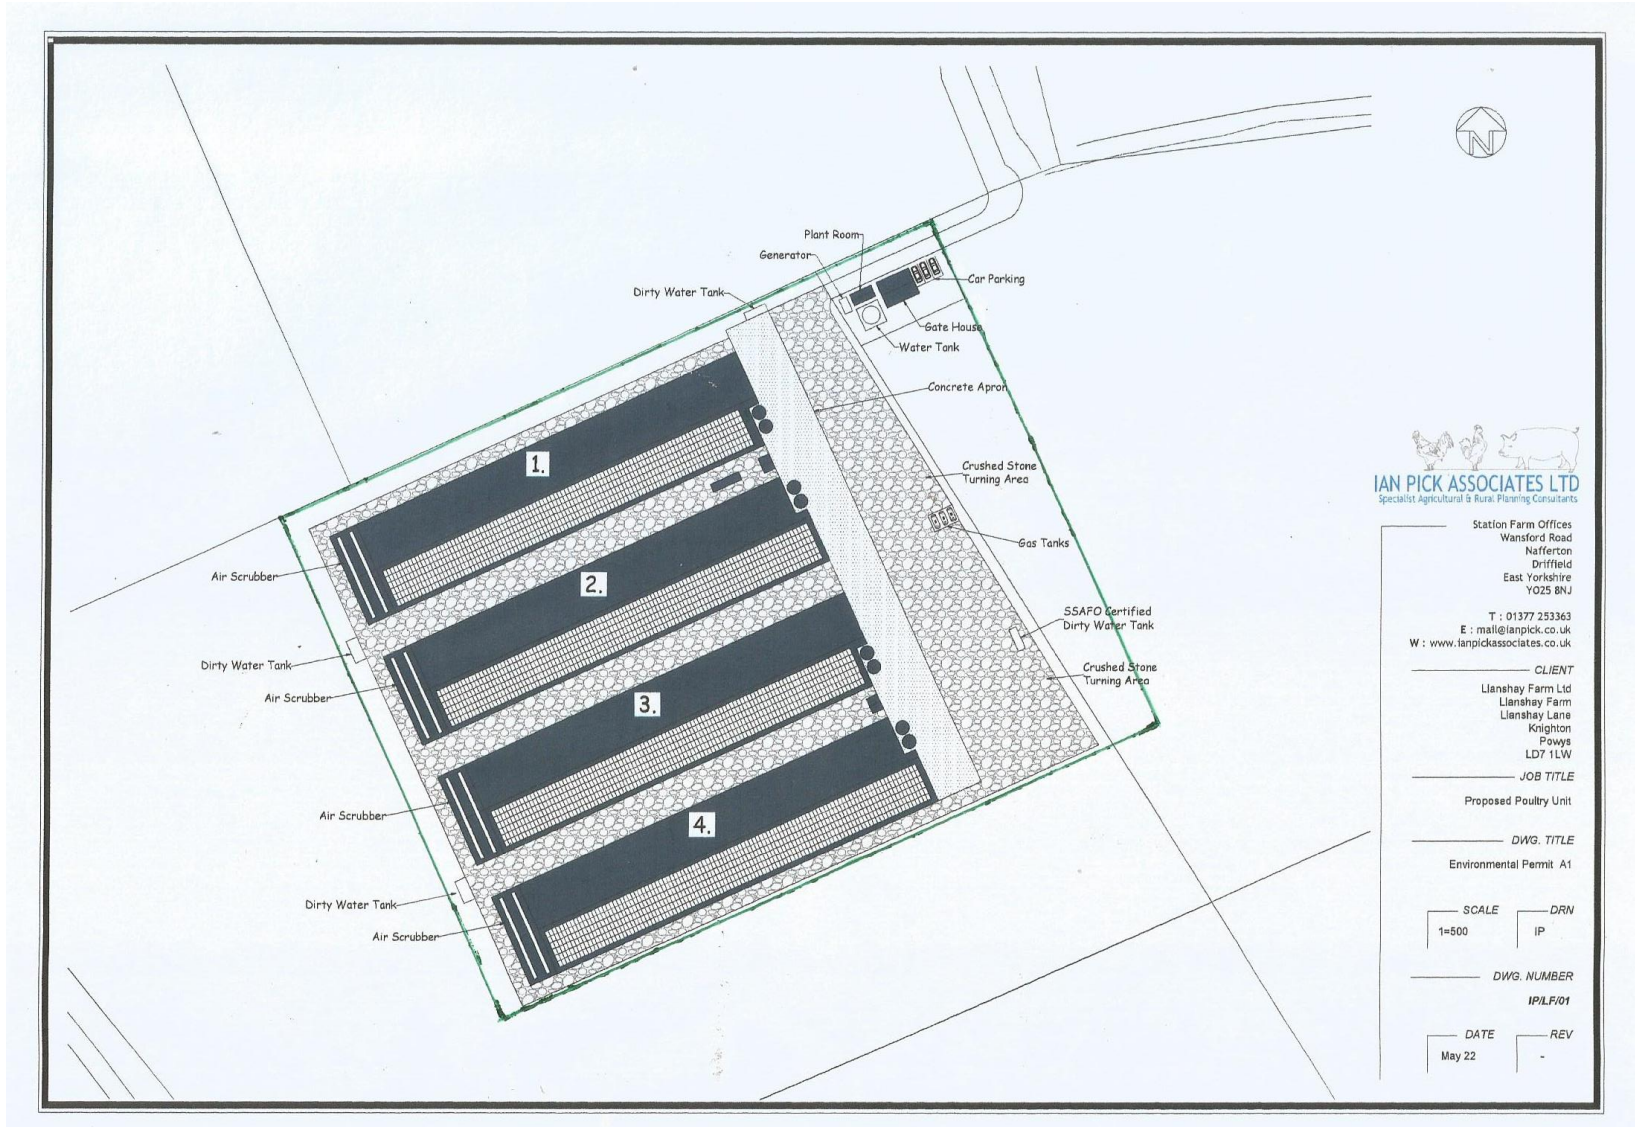 Plant Room
Generator
Dirty Water Tank
Car Parking
Gate House
Water Tank
Concrete Apron
1.
Crushed Stone
Turning Area
Gas Tanks
Air Scrubber
2.
SSAFO Certified
Dirty Water Tank
Dirty Water Tank
Crushed Stone
Turning Area
Air Scrubber
3.
Air Scrubber
4.
Dirty Water Tank
Air Scrubber
N
IAN PICK ASSOCIATES LTD
Specialist Agricultural & Rural Planning Consultants
Station Farm Offices
Wansford Road
Nafferton
Driffield
East Yorkshire
YO25 8NJ
T : 01377 253363
E : mail@ianpick.co.uk
W : www.ianpickassociates.co.uk
CLIENT
Llanshay Farm Ltd
Llanshay Farm
Llanshay Lane
Knighton
Powys
LD7 1LW
JOB TITLE
Proposed Poultry Unit
DWG. TITLE
Environmental Permit A1
SCALE
1=500
DRN
IP
DWG. NUMBER
IP/LF/01
DATE
May 22
REV
-